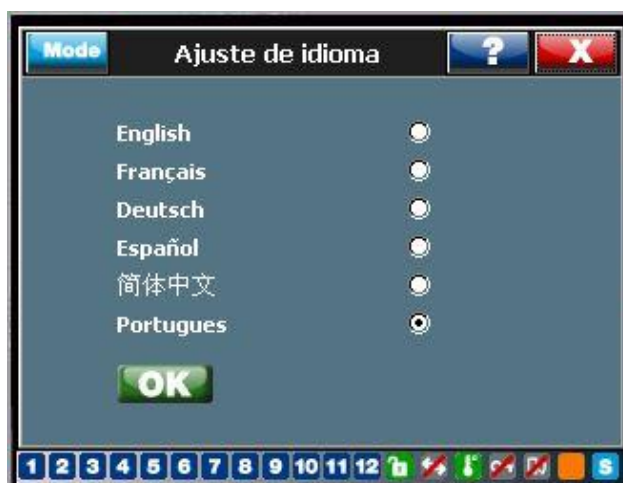 Mode Ajuste de idioma ? X
English
Français
Deutsch
Español
简体中文
Portugues
OK
1 2 3 4 5 6 7 8 9 10 11 12 S